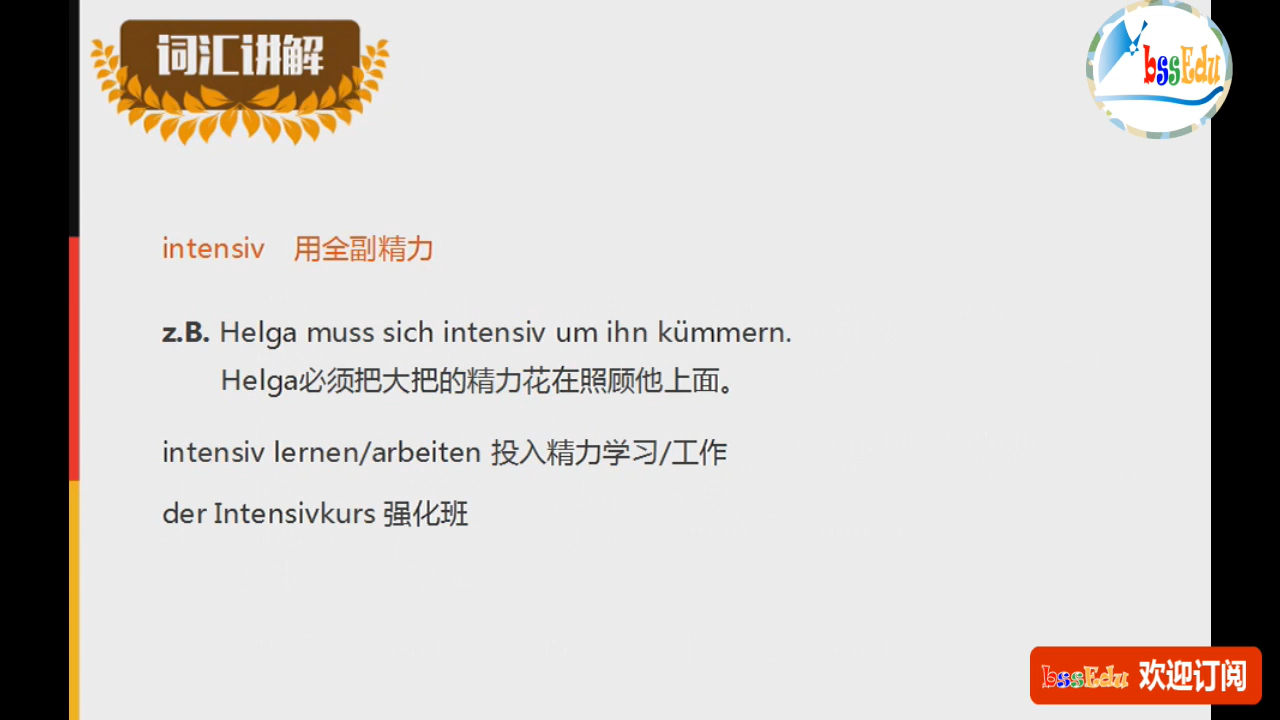 词汇讲解
bssEdu
intensiv 用全副精力
z.B. Helga muss sich intensiv um ihn kümmern.
Helga必须把大把的精力花在照顾他上面。
intensiv lernen/arbeiten 投入精力学习/工作
der Intensivkurs 强化班
bssEdu 欢迎订阅